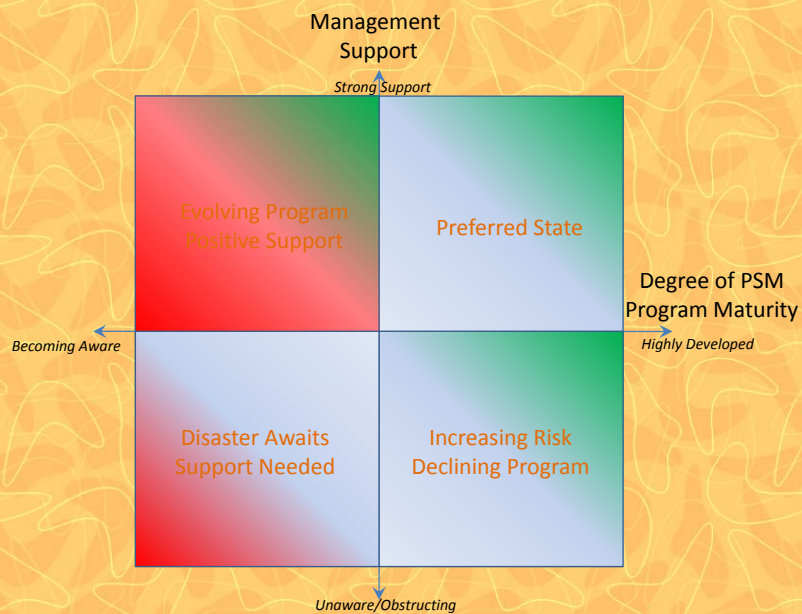 Management
Support
Strong Support
Evolving Program
Positive Support
Preferred State
Degree of PSM
Program Maturity
Becoming Aware
Highly Developed
Disaster Awaits
Support Needed
Increasing Risk
Declining Program
Unaware/Obstructing